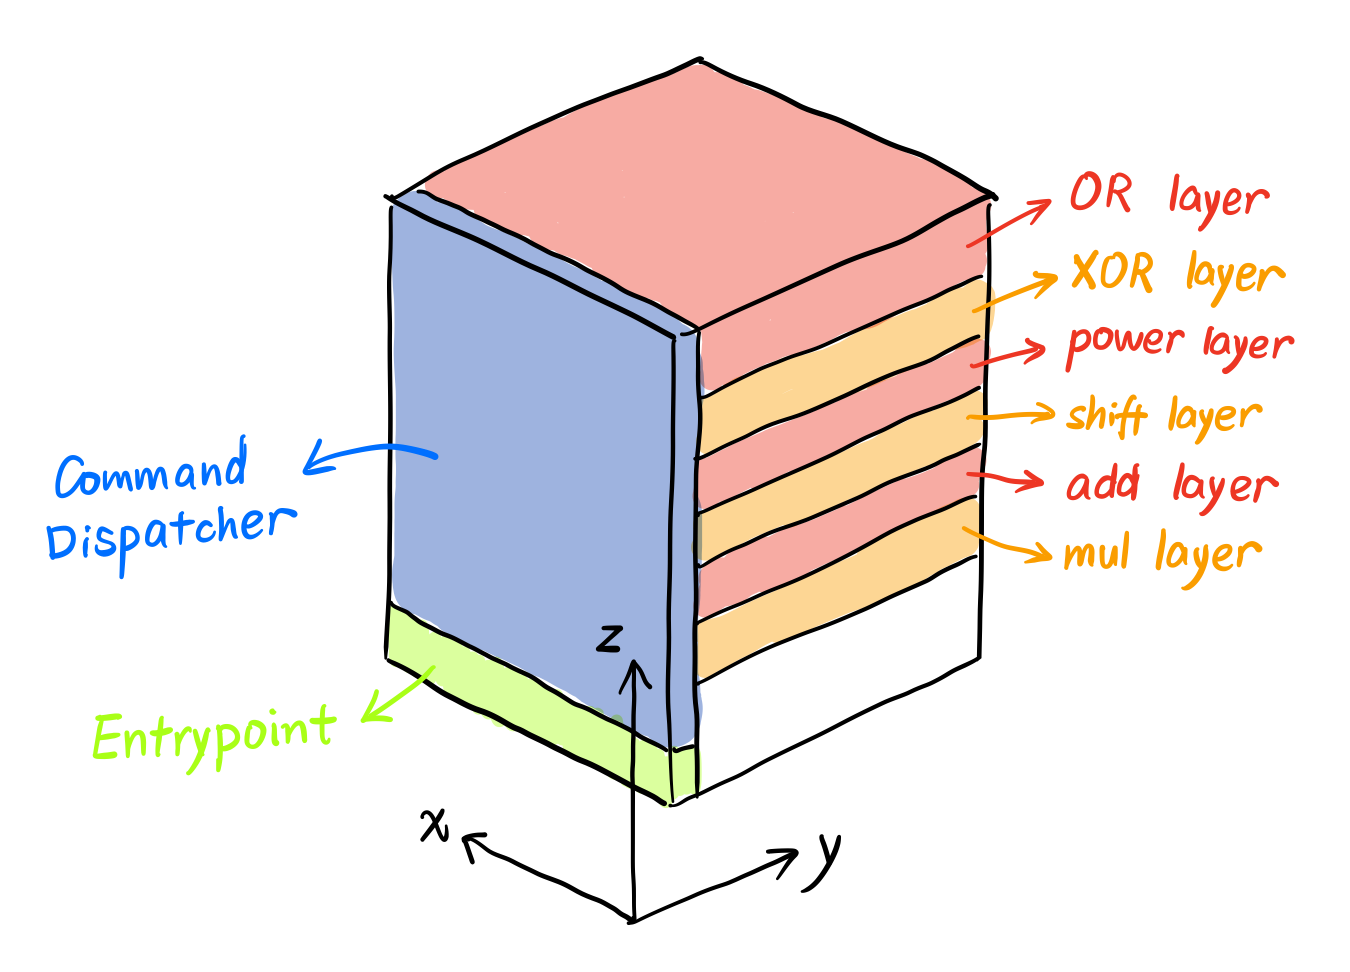 OR layer
XOR layer
power layer
shift layer
add layer
mul layer
Command
Dispatcher
Entrypoint
z
x
y